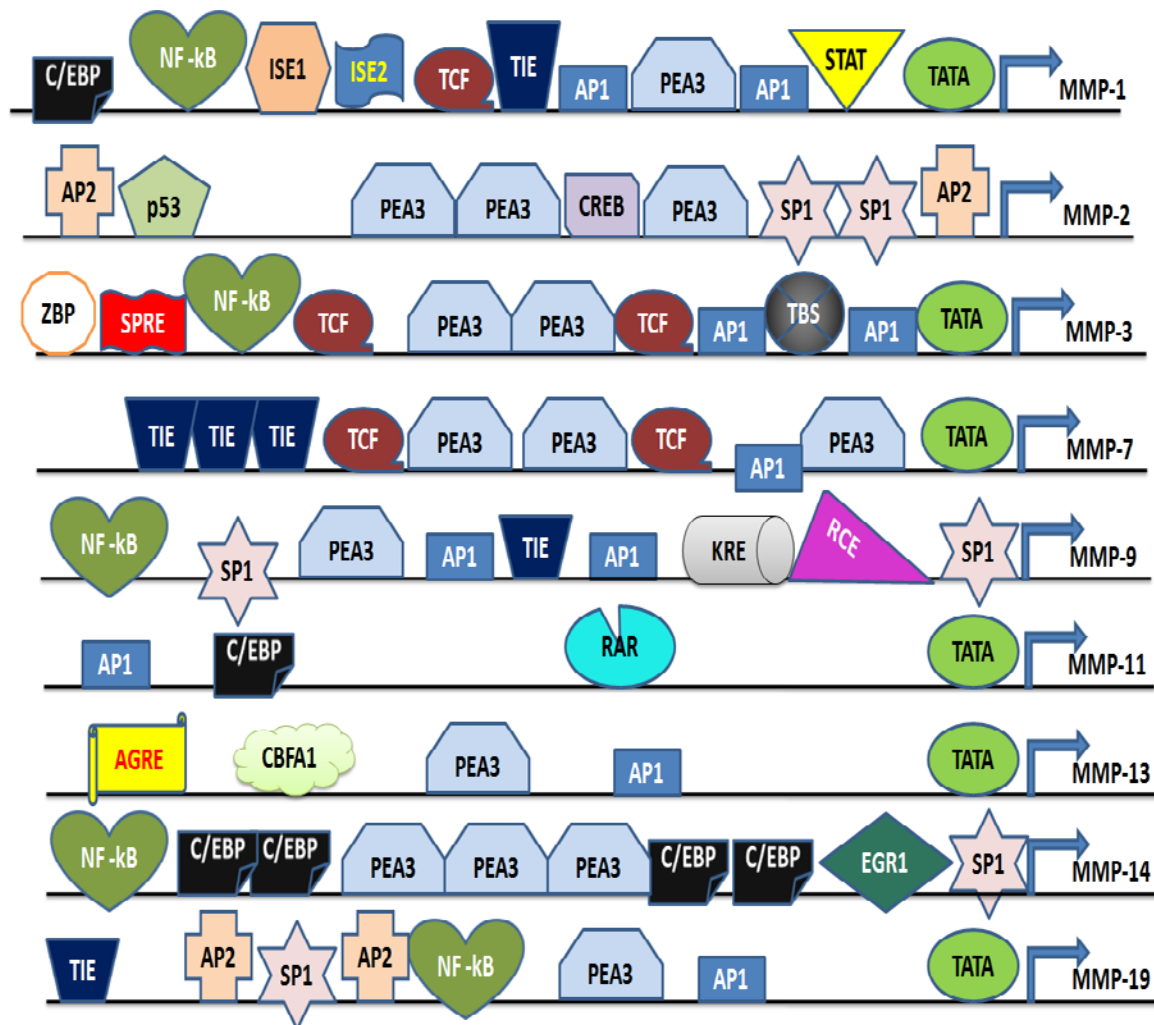 C/EBP NF-kB ISE1 ISE2 TCF TIE AP1 PEA3 AP1 STAT TATA MMP-1
AP2 p53 PEA3 PEA3 CREB PEA3 SP1 SP1 AP2 MMP-2
ZBP SPRE NF-kB TCF PEA3 PEA3 TCF AP1 TBS AP1 TATA MMP-3
TIE TIE TIE TCF PEA3 PEA3 TCF AP1 PEA3 TATA MMP-7
NF-kB SP1 PEA3 AP1 TIE AP1 KRE RCE SP1 MMP-9
AP1 C/EBP RAR TATA MMP-11
AGRE CBFA1 PEA3 AP1 TATA MMP-13
NF-kB C/EBP C/EBP PEA3 PEA3 PEA3 C/EBP C/EBP EGR1 SP1 MMP-14
TIE AP2 SP1 AP2 NF-kB PEA3 AP1 TATA MMP-19